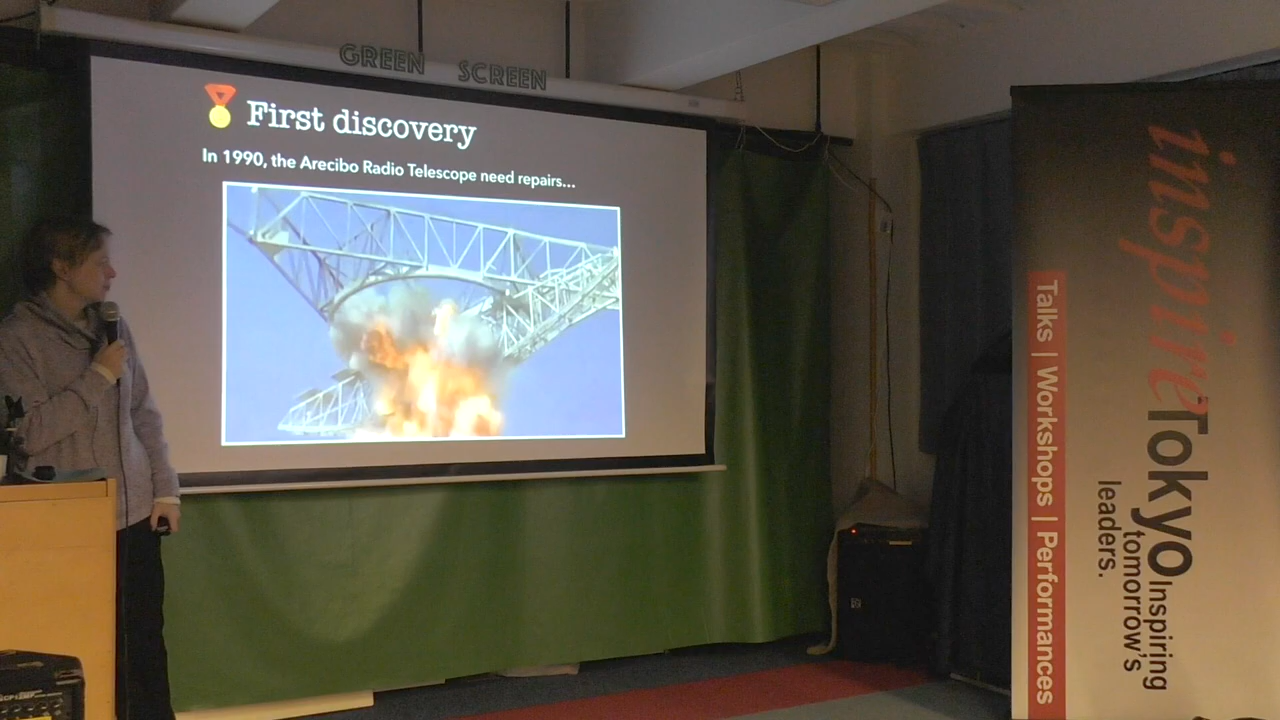 GREEN SCREEN
First discovery
In 1990, the Arecibo Radio Telescope need repairs...
inspireTokyo
Inspiring
tomorrow's
leaders.
Talks | Workshops | Performances